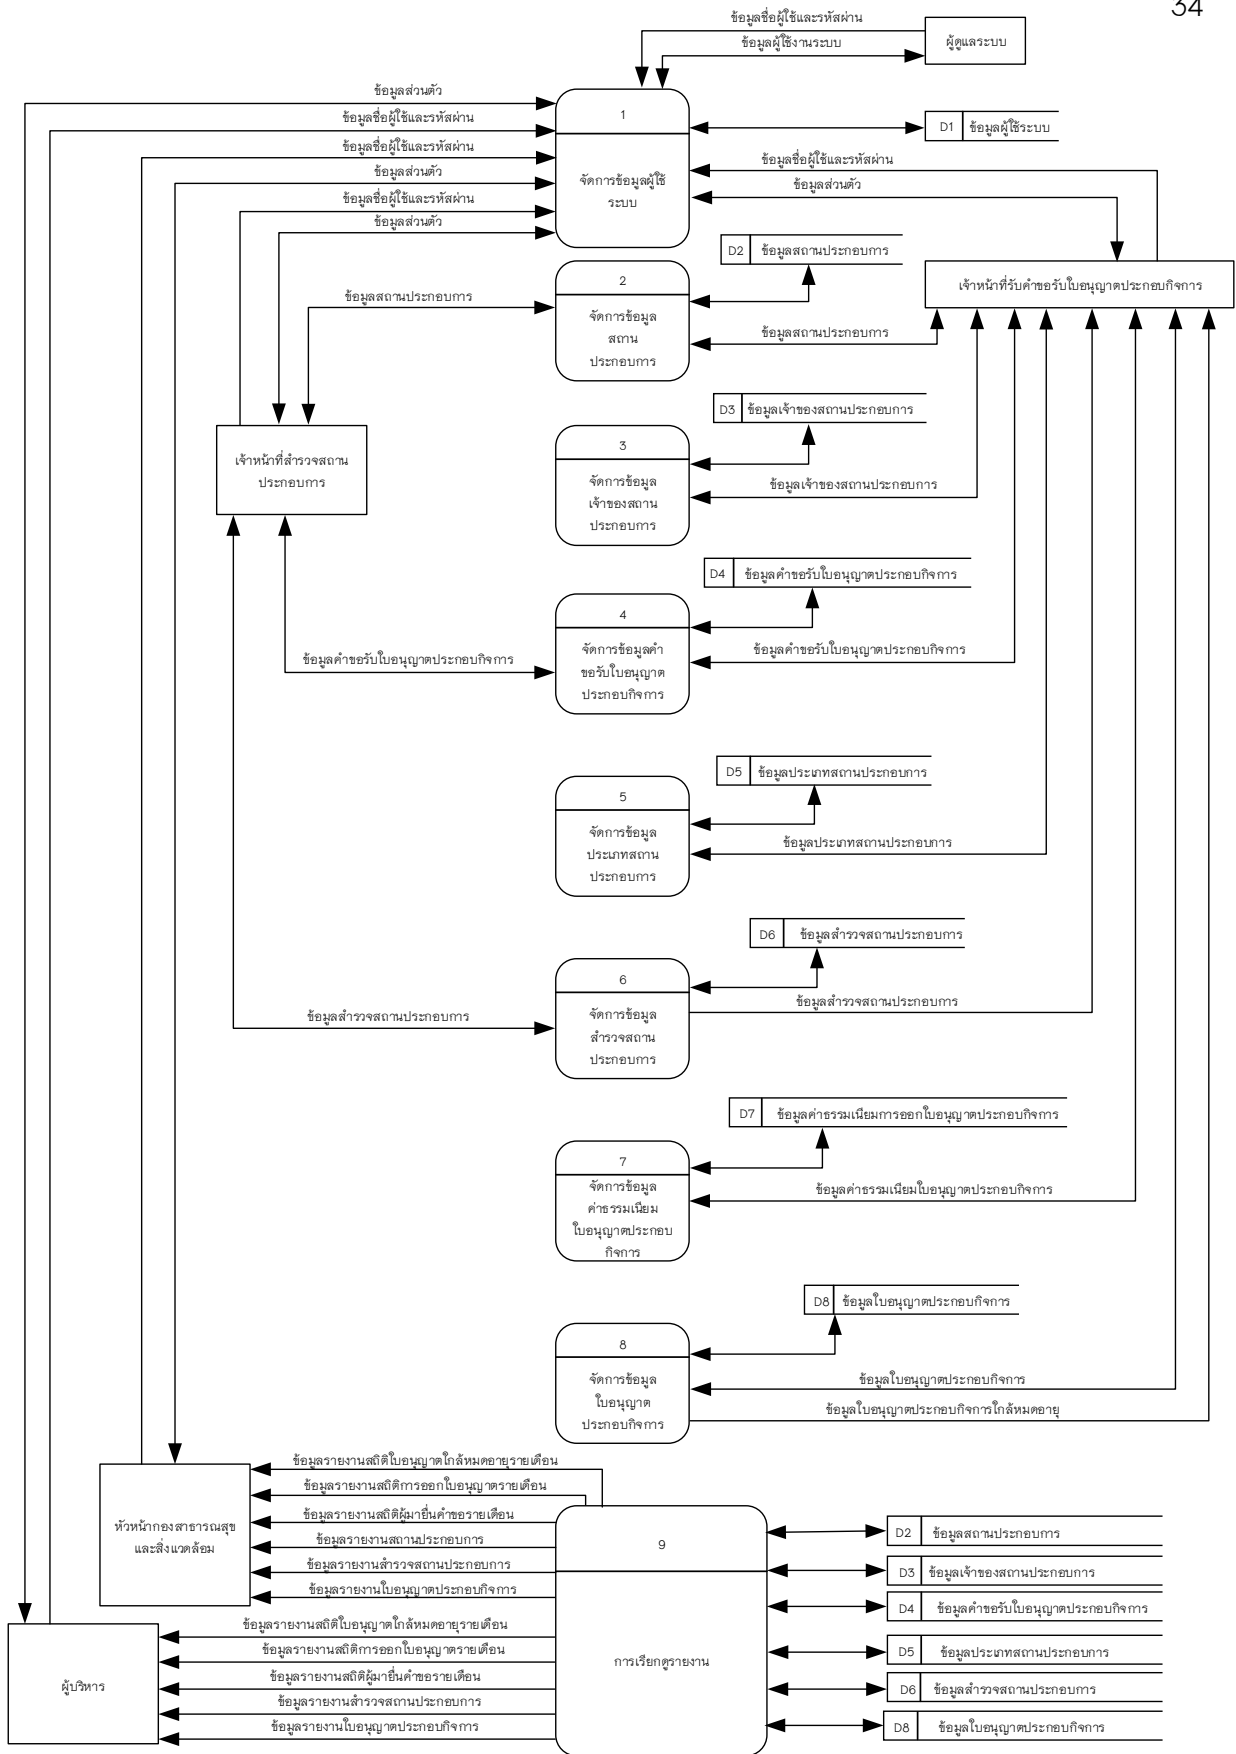 34
ข้อมูลชื่อผู้ใช้และรหัสผ่าน
ข้อมูลผู้ใช้งานระบบ
ผู้ดูแลระบบ
ข้อมูลส่วนตัว
ข้อมูลชื่อผู้ใช้และรหัสผ่าน
ข้อมูลชื่อผู้ใช้และรหัสผ่าน
ข้อมูลส่วนตัว
ข้อมูลชื่อผู้ใช้และรหัสผ่าน
ข้อมูลส่วนตัว
1
จัดการข้อมูลผู้ใช้
ระบบ
D1 ข้อมูลผู้ใช้ระบบ
ข้อมูลชื่อผู้ใช้และรหัสผ่าน
ข้อมูลส่วนตัว
D2 ข้อมูลสถานประกอบการ
เจ้าหน้าที่รับคำขอรับใบอนุญาตประกอบกิจการ
ข้อมูลสถานประกอบการ
2
จัดการข้อมูล
สถาน
ประกอบการ
ข้อมูลสถานประกอบการ
D3 ข้อมูลเจ้าของสถานประกอบการ
เจ้าหน้าที่สำรวจสถาน
ประกอบการ
3
จัดการข้อมูล
เจ้าของสถาน
ประกอบการ
ข้อมูลเจ้าของสถานประกอบการ
D4 ข้อมูลคำขอรับใบอนุญาตประกอบกิจการ
4
จัดการข้อมูลคำ
ขอรับใบอนุญาต
ประกอบกิจการ
ข้อมูลคำขอรับใบอนุญาตประกอบกิจการ
ข้อมูลคำขอรับใบอนุญาตประกอบกิจการ
D5 ข้อมูลประเภทสถานประกอบการ
5
จัดการข้อมูล
ประเภทสถาน
ประกอบการ
ข้อมูลประเภทสถานประกอบการ
D6 ข้อมูลสำรวจสถานประกอบการ
6
จัดการข้อมูล
สำรวจสถาน
ประกอบการ
ข้อมูลสำรวจสถานประกอบการ
ข้อมูลสำรวจสถานประกอบการ
D7 ข้อมูลค่าธรรมเนียมการออกใบอนุญาตประกอบกิจการ
7
จัดการข้อมูล
ค่าธรรมเนียม
ใบอนุญาตประกอบ
กิจการ
ข้อมูลค่าธรรมเนียมใบอนุญาตประกอบกิจการ
D8 ข้อมูลใบอนุญาตประกอบกิจการ
8
จัดการข้อมูล
ใบอนุญาต
ประกอบกิจการ
ข้อมูลใบอนุญาตประกอบกิจการ
ข้อมูลใบอนุญาตประกอบกิจการใกล้หมดอายุ
ข้อมูลรายงานสถิติใบอนุญาตใกล้หมดอายุรายเดือน
ข้อมูลรายงานสถิติการออกใบอนุญาตรายเดือน
ข้อมูลรายงานสถิติผู้มายื่นคำขอรายเดือน
ข้อมูลรายงานสถานประกอบการ
ข้อมูลรายงานสำรวจสถานประกอบการ
ข้อมูลรายงานใบอนุญาตประกอบกิจการ
หัวหน้ากองสาธารณสุข
และสิ่งแวดล้อม
9
การเรียกดูรายงาน
D2 ข้อมูลสถานประกอบการ
D3 ข้อมูลเจ้าของสถานประกอบการ
D4 ข้อมูลคำขอรับใบอนุญาตประกอบกิจการ
D5 ข้อมูลประเภทสถานประกอบการ
D6 ข้อมูลสำรวจสถานประกอบการ
D8 ข้อมูลใบอนุญาตประกอบกิจการ
ข้อมูลรายงานสถิติใบอนุญาตใกล้หมดอายุรายเดือน
ข้อมูลรายงานสถิติการออกใบอนุญาตรายเดือน
ข้อมูลรายงานสถิติผู้มายื่นคำขอรายเดือน
ข้อมูลรายงานสำรวจสถานประกอบการ
ข้อมูลรายงานใบอนุญาตประกอบกิจการ
ผู้บริหาร